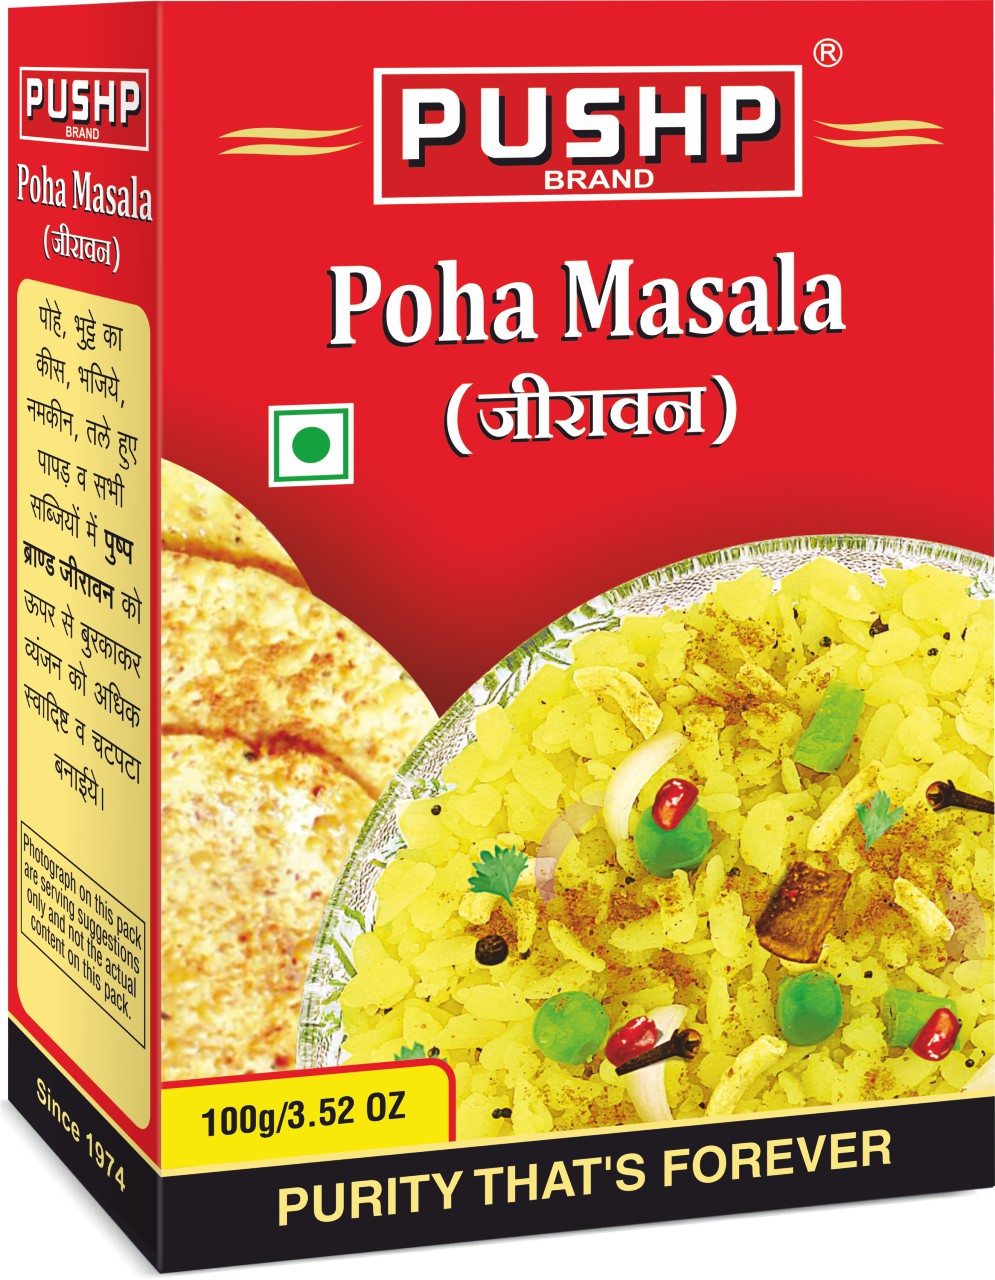 PUSHP
BRAND
Poha Masala
(जीरावन)
पोहे, भुट्टे का
कीस, भजिये,
नमकीन, तले हुए
पापड़ व सभी
सब्जियों में पुष्प
ब्राण्ड जीरावन को
ऊपर से बुरकाकर
व्यंजन को अधिक
स्वादिष्ट व चटपटा
बनाईये।
Photograph on this pack
are serving suggestions
only and not the actual
content on this pack.
Since 1974
®
PUSHP
BRAND
Poha Masala
(जीरावन)
100g/3.52 OZ
PURITY THAT'S FOREVER